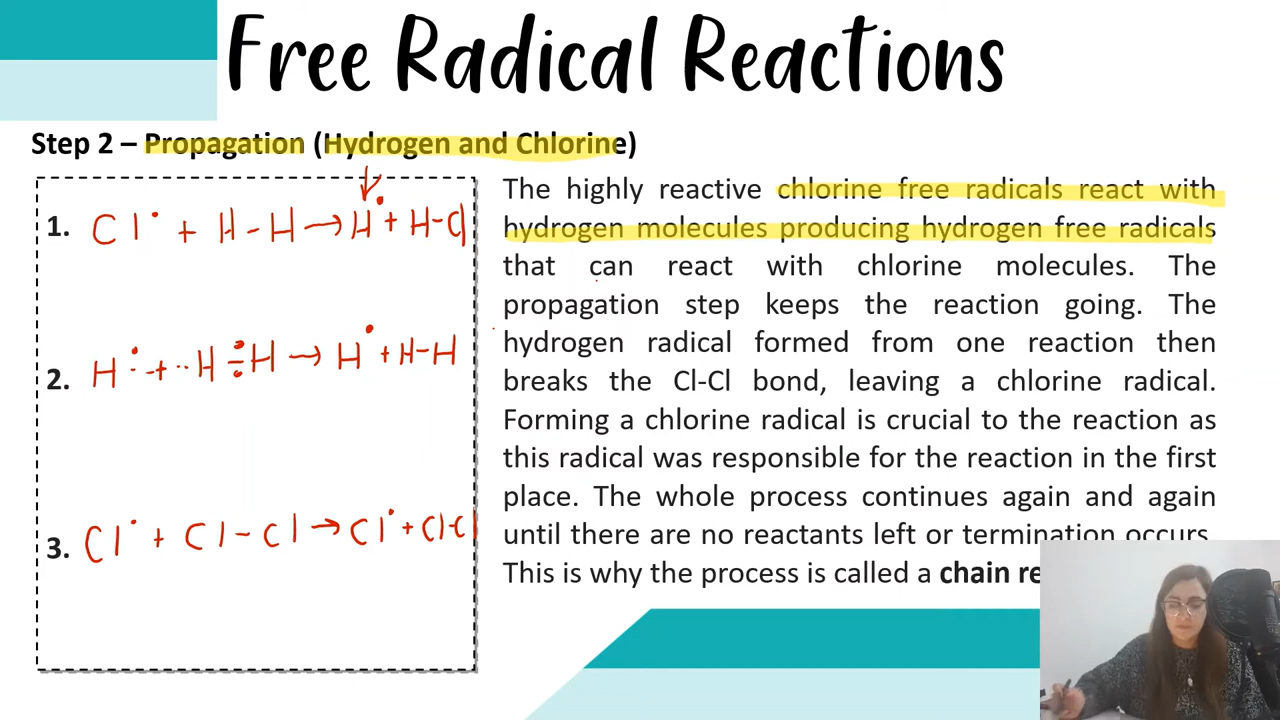 Free Radical Reactions
Step 2 – Propagation (Hydrogen and Chlorine)
1. Cl• + H-H → H• + H-Cl
2. H• + H-H → H• + H-H
3. Cl• + Cl-Cl → Cl• + Cl-Cl
The highly reactive chlorine free radicals react with
hydrogen molecules producing hydrogen free radicals
that can react with chlorine molecules. The
propagation step keeps the reaction going. The
hydrogen radical formed from one reaction then
breaks the Cl-Cl bond, leaving a chlorine radical.
Forming a chlorine radical is crucial to the reaction as
this radical was responsible for the reaction in the first
place. The whole process continues again and again
until there are no reactants left or termination occurs.
This is why the process is called a chain